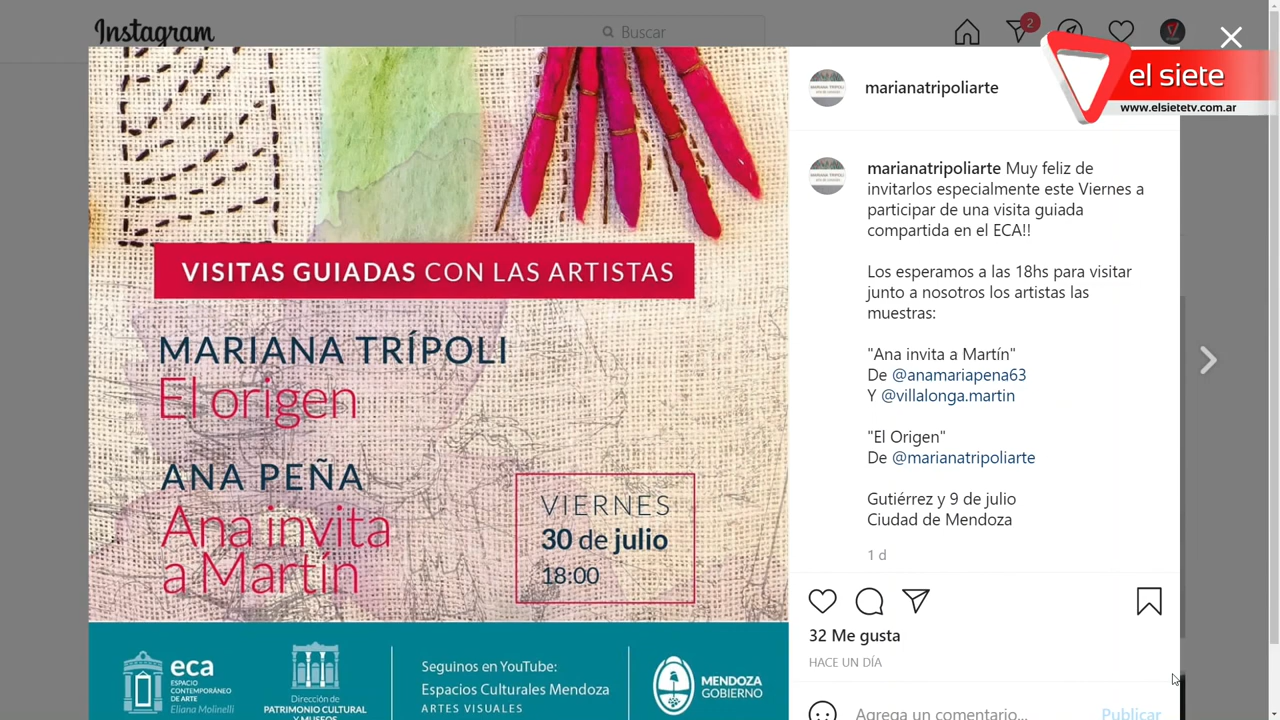 Instagram
Buscar
2
el siete
www.elsietetv.com.ar
VISITAS GUIADAS CON LAS ARTISTAS
MARIANA TRÍPOLI
El origen
ANA PEÑA
Ana invita
a Martín
VIERNES
30 de julio
18:00
eca
ESPACIO
CONTEMPORÁNEO
DE ARTE
Eliana Molinelli
Dirección de
PATRIMONIO CULTURAL
Y MUSEOS
Seguinos en YouTube:
Espacios Culturales Mendoza
ARTES VISUALES
MENDOZA
GOBIERNO
marianatripoliarte
marianatripoliarte Muy feliz de
invitarlos especialmente este Viernes a
participar de una visita guiada
compartida en el ECA!!
Los esperamos a las 18hs para visitar
junto a nosotros los artistas las
muestras:
"Ana invita a Martín"
De @anamariapena63
Y @villalonga.martin
"El Origen"
De @marianatripoliarte
Gutiérrez y 9 de julio
Ciudad de Mendoza
1 d
32 Me gusta
HACE UN DÍA
Agrega un comentario...
Publicar